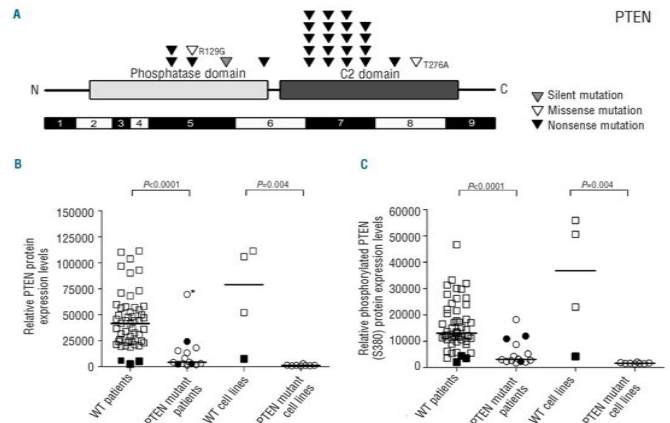 A
PTEN
R129G
T276A
Phosphatase domain
C2 domain
N
C
Silent mutation
Missense mutation
Nonsense mutation
1 2 3 4 5 6 7 8 9
B
P<0.0001
P=0.004
Relative PTEN protein
expression levels
150000
125000
100000
75000
50000
25000
0
*
WT patients
PTEN mutant
patients
WT cell lines
PTEN mutant
cell lines
C
P<0.0001
P=0.004
Relative phosphorylated PTEN
(S380) protein expression levels
60000
50000
40000
30000
20000
10000
0
WT patients
PTEN mutant
patients
WT cell lines
PTEN mutant
cell lines